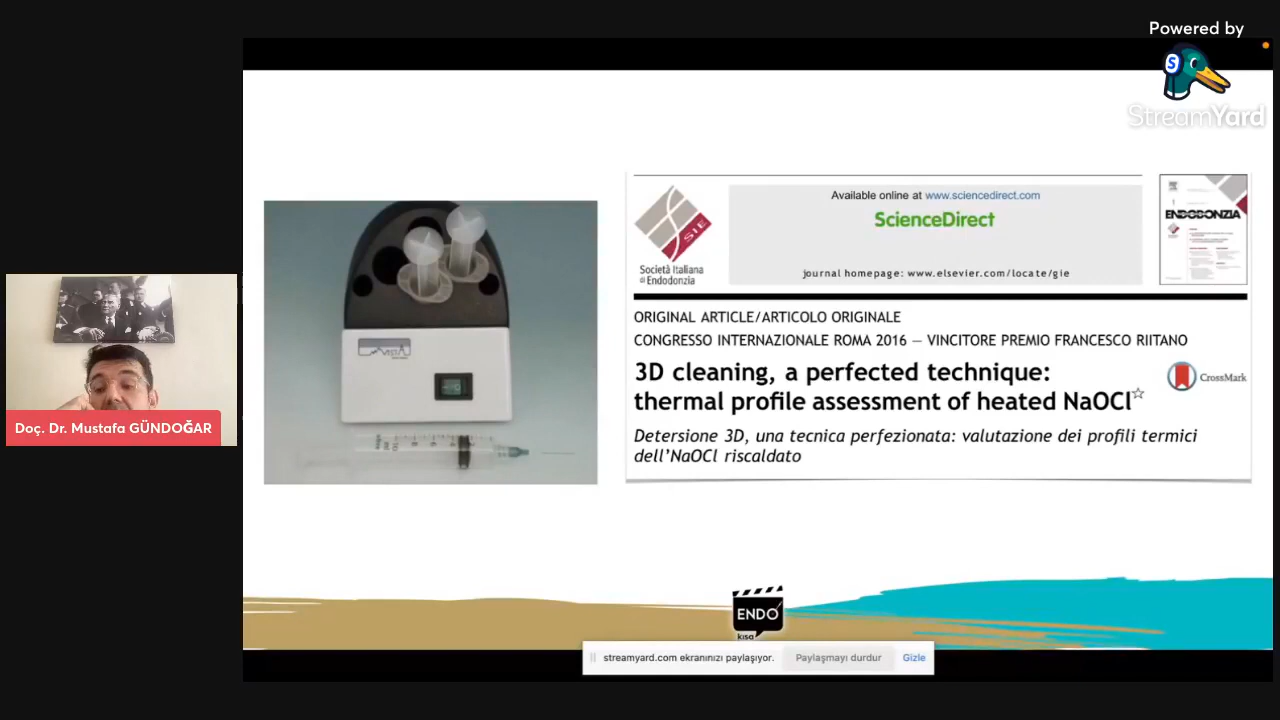 Powered by
StreamYard
Available online at www.sciencedirect.com
ScienceDirect
journal homepage: www.elsevier.com/locate/gie
SIE
Società Italiana
di Endodonzia
ENDODONZIA
ORIGINAL ARTICLE/ARTICOLO ORIGINALE
CONGRESSO INTERNAZIONALE ROMA 2016 — VINCITORE PREMIO FRANCESCO RIITANO
3D cleaning, a perfected technique:
thermal profile assessment of heated NaOCl☆
CrossMark
Detersione 3D, una tecnica perfezionata: valutazione dei profili termici
dell'NaOCl riscaldato
Doç. Dr. Mustafa GÜNDOĞAR
ENDO
kısa
streamyard.com ekranınızı paylaşıyor.
Paylaşmayı durdur
Gizle